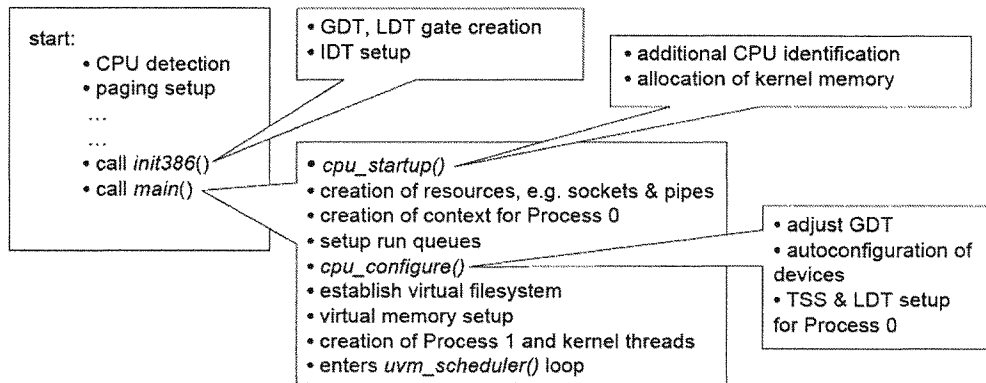 start:
• CPU detection
• paging setup
...
...
• call init386()
• call main()
• GDT, LDT gate creation
• IDT setup
• additional CPU identification
• allocation of kernel memory
• cpu_startup()
• creation of resources, e.g. sockets & pipes
• creation of context for Process 0
• setup run queues
• cpu_configure()
• establish virtual filesystem
• virtual memory setup
• creation of Process 1 and kernel threads
• enters uvm_scheduler() loop
• adjust GDT
• autoconfiguration of
devices
• TSS & LDT setup
for Process 0